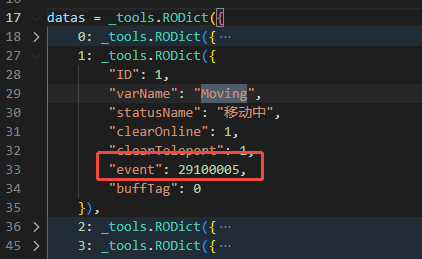 17 datas = _tools.RODict({
18 > 0: _tools.RODict({ ···
27 1: _tools.RODict({
28 "ID": 1,
29 "varName": "Moving",
30 "statusName": "移动中",
31 "clearOnline": 1,
32 "clearTeleport": 1,
33 "event": 29100005,
34 "buffTag": 0
35 }),
36 > 2: _tools.RODict({ ···
45 > 3: _tools.RODict({ ···